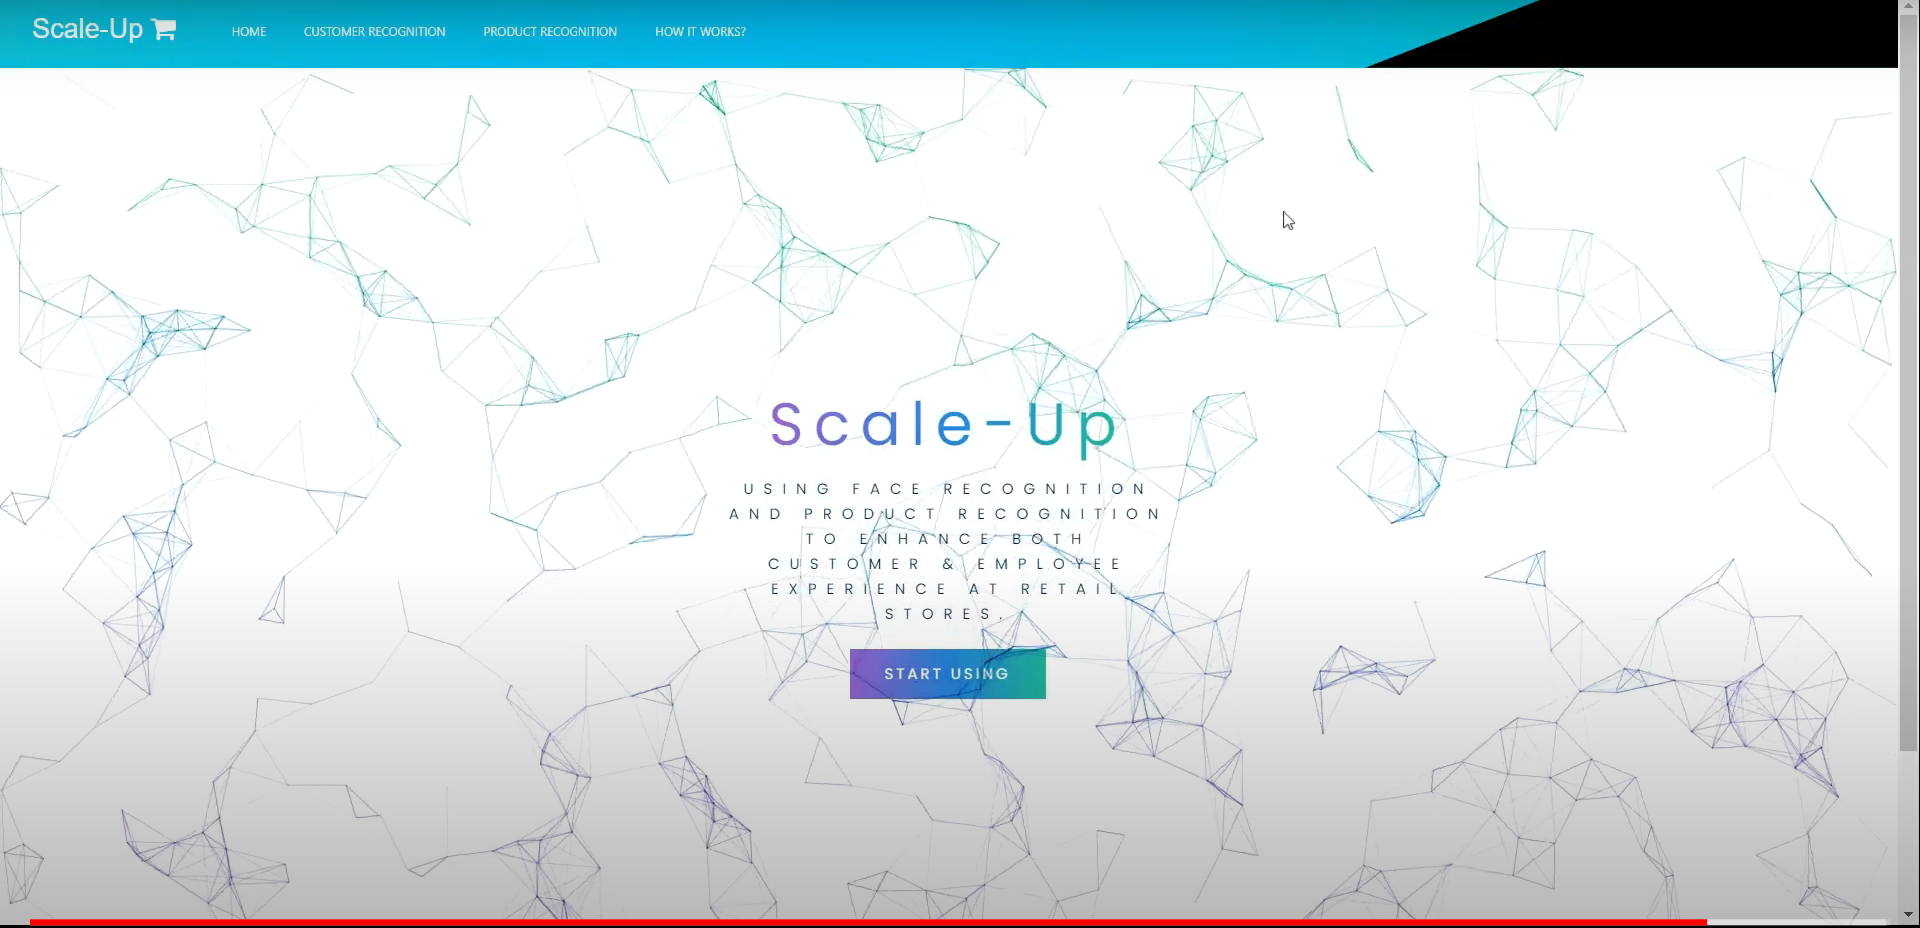 Scale-Up
HOME CUSTOMER RECOGNITION PRODUCT RECOGNITION HOW IT WORKS?
Scale-Up
USING FACE RECOGNITION
AND PRODUCT RECOGNITION
TO ENHANCE BOTH
CUSTOMER & EMPLOYEE
EXPERIENCE AT RETAIL
STORES.
START USING